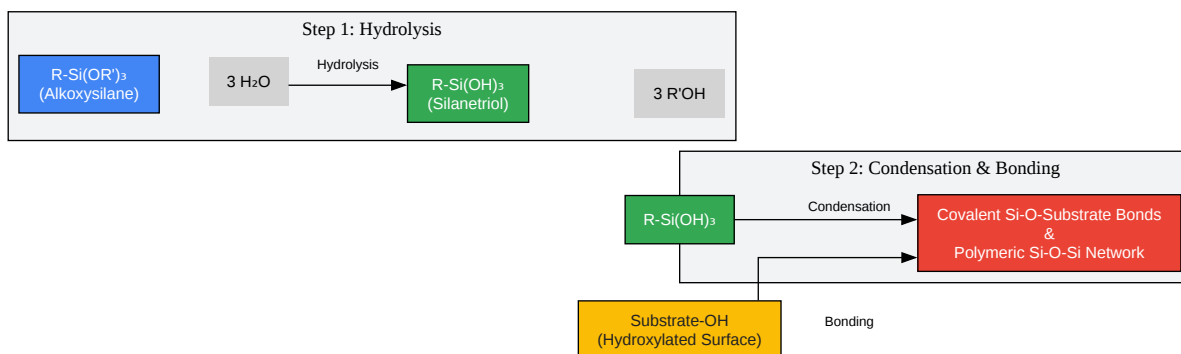 Step 1: Hydrolysis
R-Si(OR')₃
(Alkoxysilane)
3 H₂O
Hydrolysis
R-Si(OH)₃
(Silanetriol)
3 R'OH
Step 2: Condensation & Bonding
R-Si(OH)₃
Condensation
Covalent Si-O-Substrate Bonds
&
Polymeric Si-O-Si Network
Substrate-OH
(Hydroxylated Surface)
Bonding